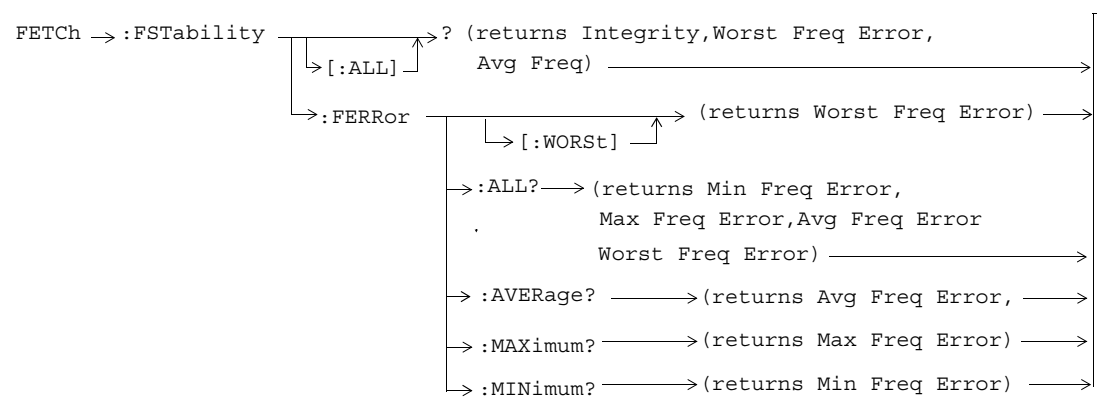 FETCh :FSTability ? (returns Integrity,Worst Freq Error,
[:ALL] Avg Freq)
:FERRor (returns Worst Freq Error)
[:WORSt]
:ALL? (returns Min Freq Error,
Max Freq Error,Avg Freq Error
Worst Freq Error)
:AVERage? (returns Avg Freq Error,
:MAXimum? (returns Max Freq Error)
:MINimum? (returns Min Freq Error)